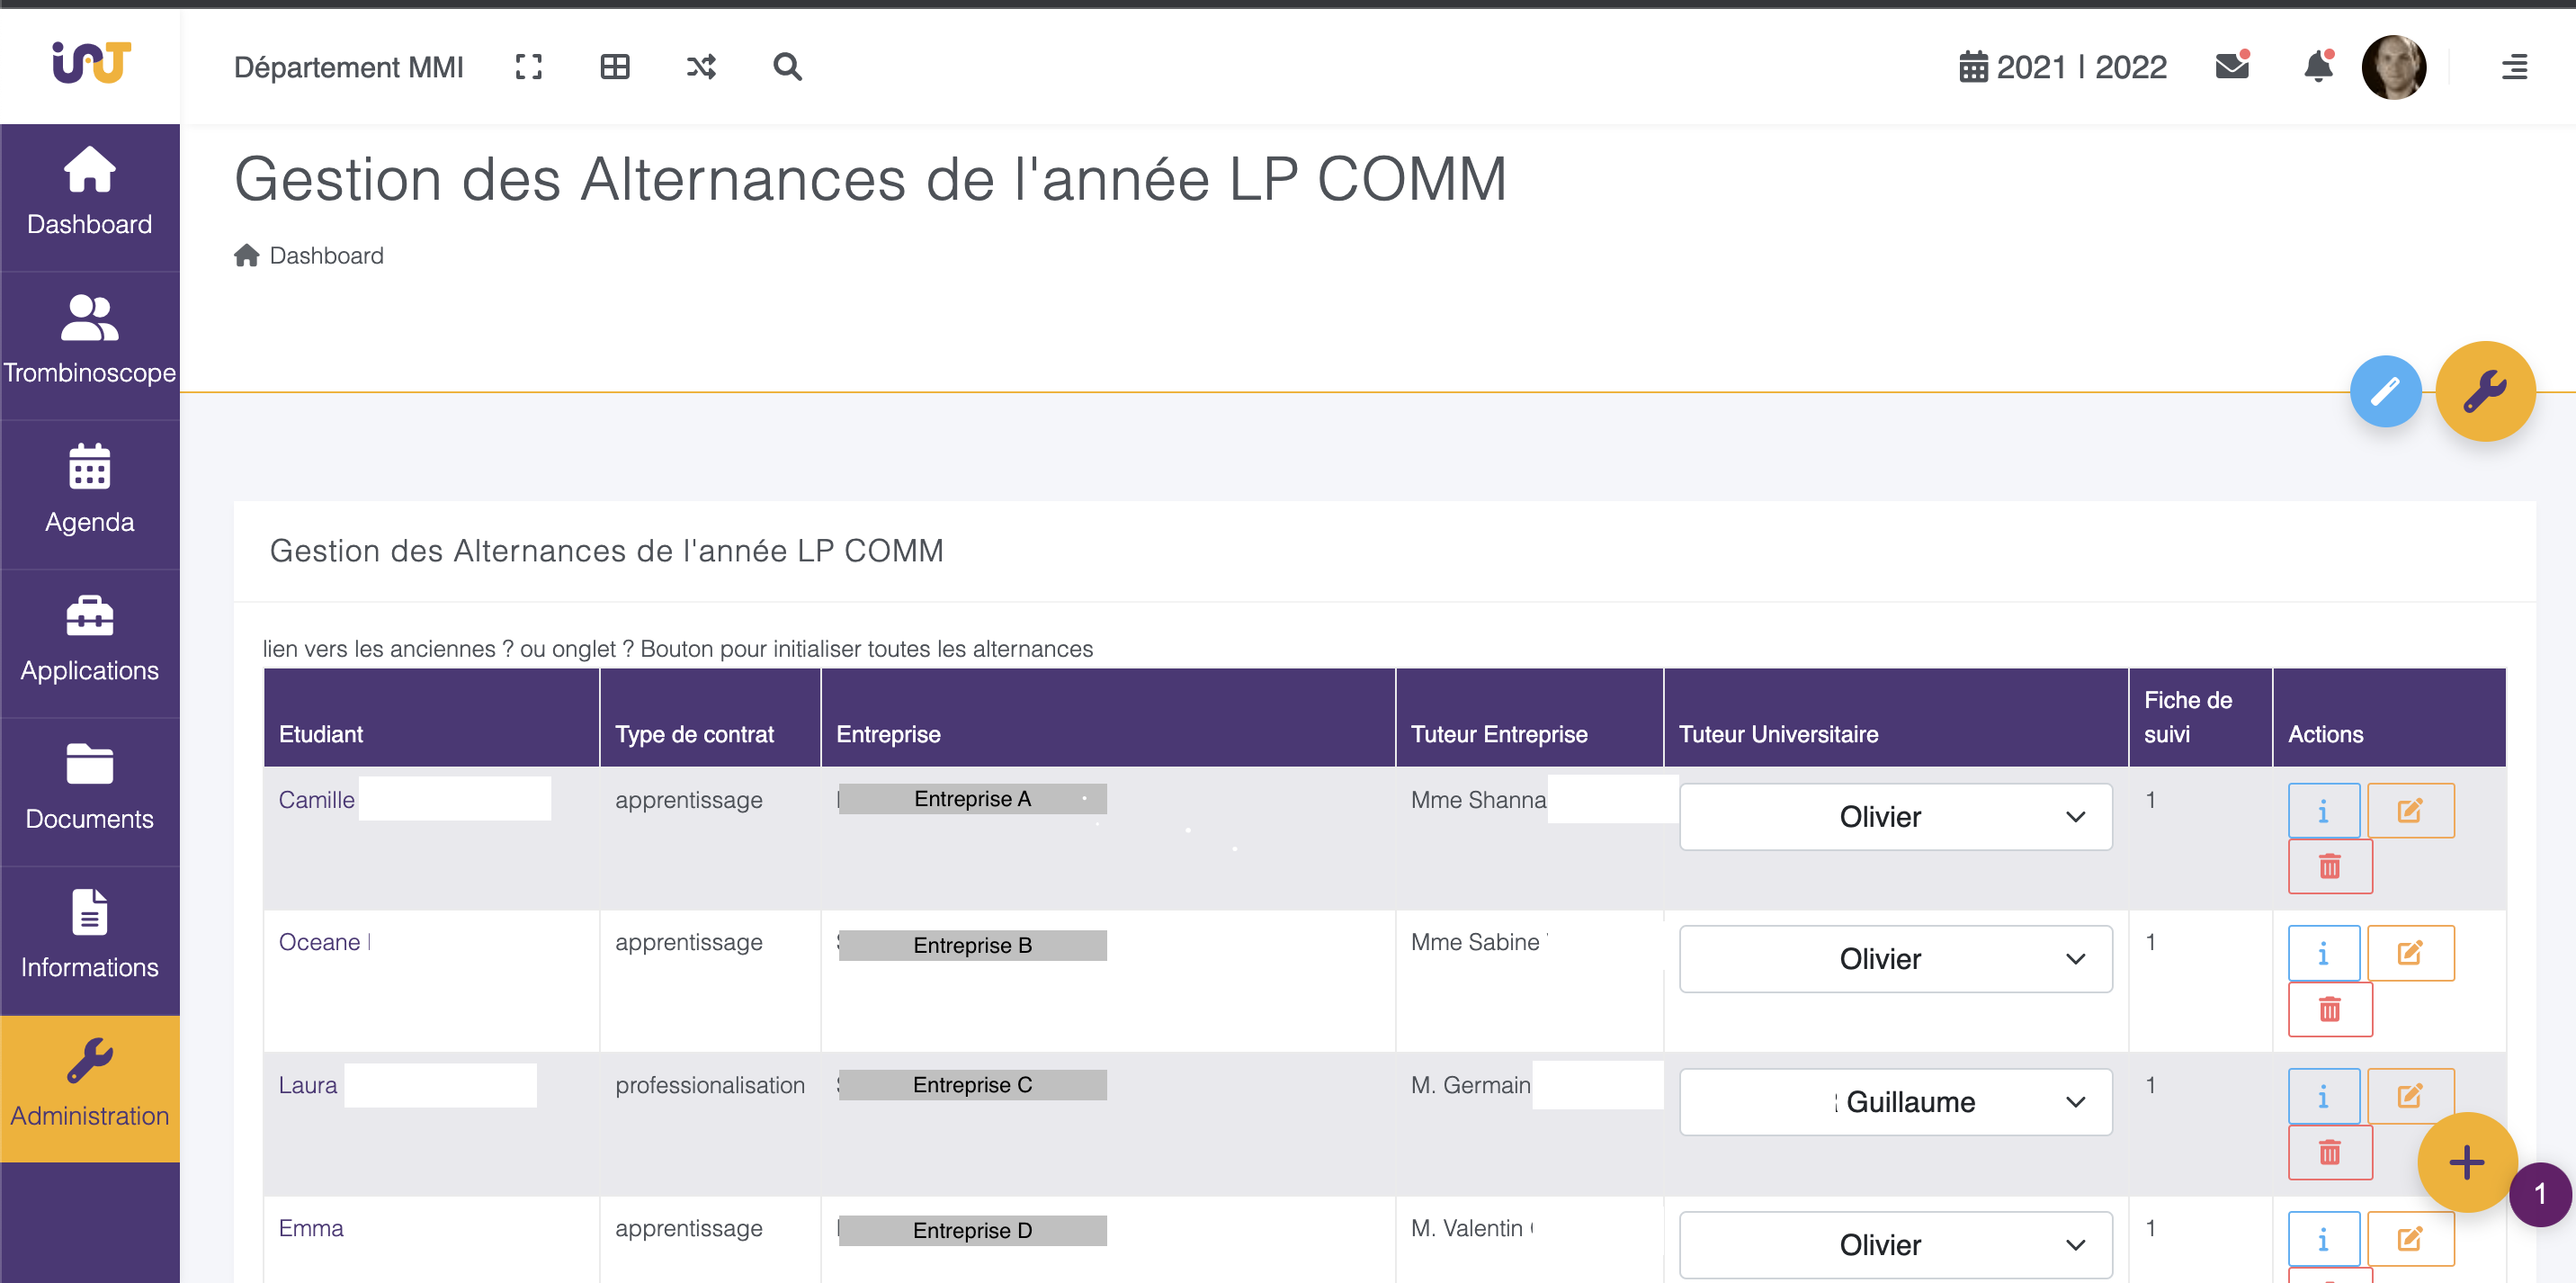 iUT
Département MMI
2021 | 2022
Dashboard
Trombinoscope
Agenda
Applications
Documents
Informations
Administration
Gestion des Alternances de l'année LP COMM
Dashboard
Gestion des Alternances de l'année LP COMM
lien vers les anciennes ? ou onglet ? Bouton pour initialiser toutes les alternances
Etudiant Type de contrat Entreprise Tuteur Entreprise Tuteur Universitaire Fiche de suivi Actions
Camille apprentissage Entreprise A Mme Shanna Olivier 1
Oceane apprentissage Entreprise B Mme Sabine Olivier 1
Laura professionalisation Entreprise C M. Germain Guillaume 1
Emma apprentissage Entreprise D M. Valentin Olivier 1
1